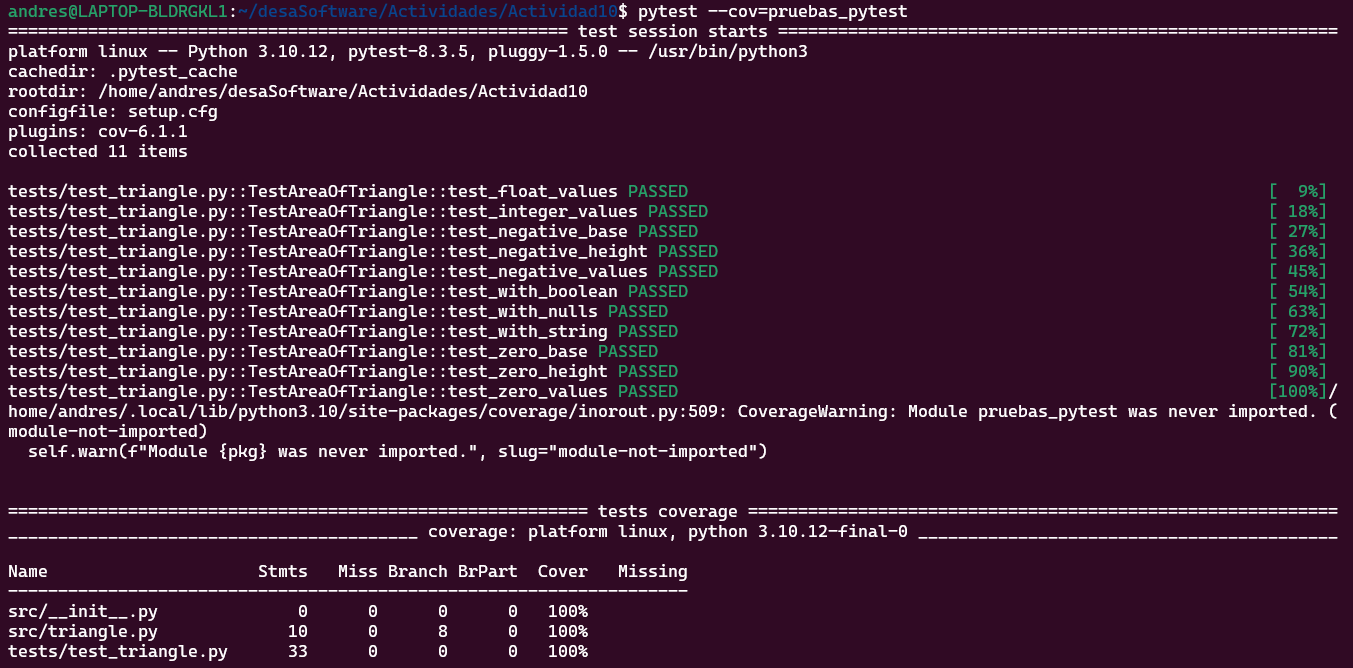 andres@LAPTOP-BLDRGKL1:~/desaSoftware/Actividades/Actividad10$ pytest --cov=pruebas_pytest
======================================================== test session starts ========================================================
platform linux -- Python 3.10.12, pytest-8.3.5, pluggy-1.5.0 -- /usr/bin/python3
cachedir: .pytest_cache
rootdir: /home/andres/desaSoftware/Actividades/Actividad10
configfile: setup.cfg
plugins: cov-6.1.1
collected 11 items
tests/test_triangle.py::TestAreaOfTriangle::test_float_values PASSED [  9%]
tests/test_triangle.py::TestAreaOfTriangle::test_integer_values PASSED [ 18%]
tests/test_triangle.py::TestAreaOfTriangle::test_negative_base PASSED [ 27%]
tests/test_triangle.py::TestAreaOfTriangle::test_negative_height PASSED [ 36%]
tests/test_triangle.py::TestAreaOfTriangle::test_negative_values PASSED [ 45%]
tests/test_triangle.py::TestAreaOfTriangle::test_with_boolean PASSED [ 54%]
tests/test_triangle.py::TestAreaOfTriangle::test_with_nulls PASSED [ 63%]
tests/test_triangle.py::TestAreaOfTriangle::test_with_string PASSED [ 72%]
tests/test_triangle.py::TestAreaOfTriangle::test_zero_base PASSED [ 81%]
tests/test_triangle.py::TestAreaOfTriangle::test_zero_height PASSED [ 90%]
tests/test_triangle.py::TestAreaOfTriangle::test_zero_values PASSED [100%]/
home/andres/.local/lib/python3.10/site-packages/coverage/inorout.py:509: CoverageWarning: Module pruebas_pytest was never imported. (
module-not-imported)
  self.warn(f"Module {pkg} was never imported.", slug="module-not-imported")
========================================================== tests coverage ===========================================================
_________________________________________ coverage: platform linux, python 3.10.12-final-0 __________________________________________
Name                     Stmts   Miss Branch BrPart  Cover   Missing
--------------------------------------------------------------------
src/__init__.py              0      0      0      0   100%
src/triangle.py             10      0      8      0   100%
tests/test_triangle.py      33      0      0      0   100%